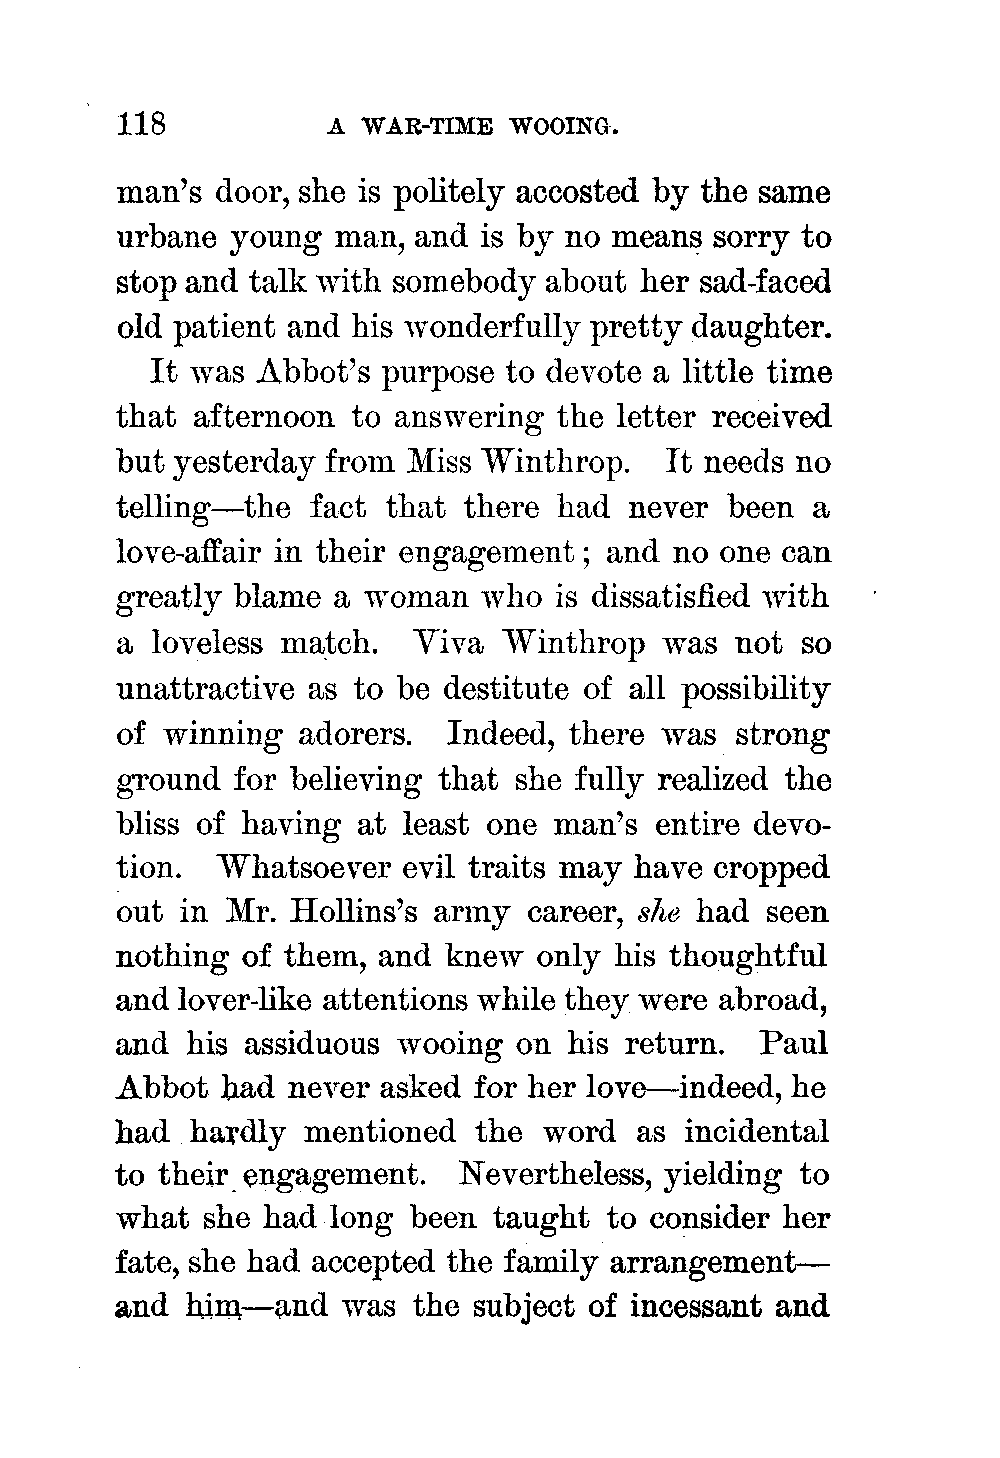 118 A WAR-TIME WOOING.
man's door, she is politely accosted by the same
urbane young man, and is by no means sorry to
stop and talk with somebody about her sad-faced
old patient and his wonderfully pretty daughter.
It was Abbot's purpose to devote a little time
that afternoon to answering the letter received
but yesterday from Miss Winthrop. It needs no
telling—the fact that there had never been a
love-affair in their engagement; and no one can
greatly blame a woman who is dissatisfied with
a loveless match. Viva Winthrop was not so
unattractive as to be destitute of all possibility
of winning adorers. Indeed, there was strong
ground for believing that she fully realized the
bliss of having at least one man's entire devo-
tion. Whatsoever evil traits may have cropped
out in Mr. Hollins's army career, she had seen
nothing of them, and knew only his thoughtful
and lover-like attentions while they were abroad,
and his assiduous wooing on his return. Paul
Abbot had never asked for her love—indeed, he
had hardly mentioned the word as incidental
to their engagement. Nevertheless, yielding to
what she had long been taught to consider her
fate, she had accepted the family arrangement—
and him—and was the subject of incessant and